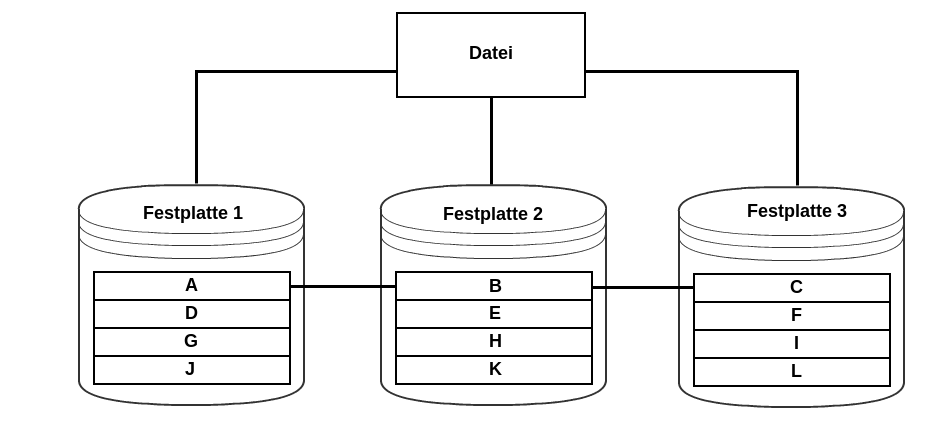 Datei
Festplatte 1
Festplatte 2
Festplatte 3
A
B
C
D
E
F
G
H
I
J
K
L